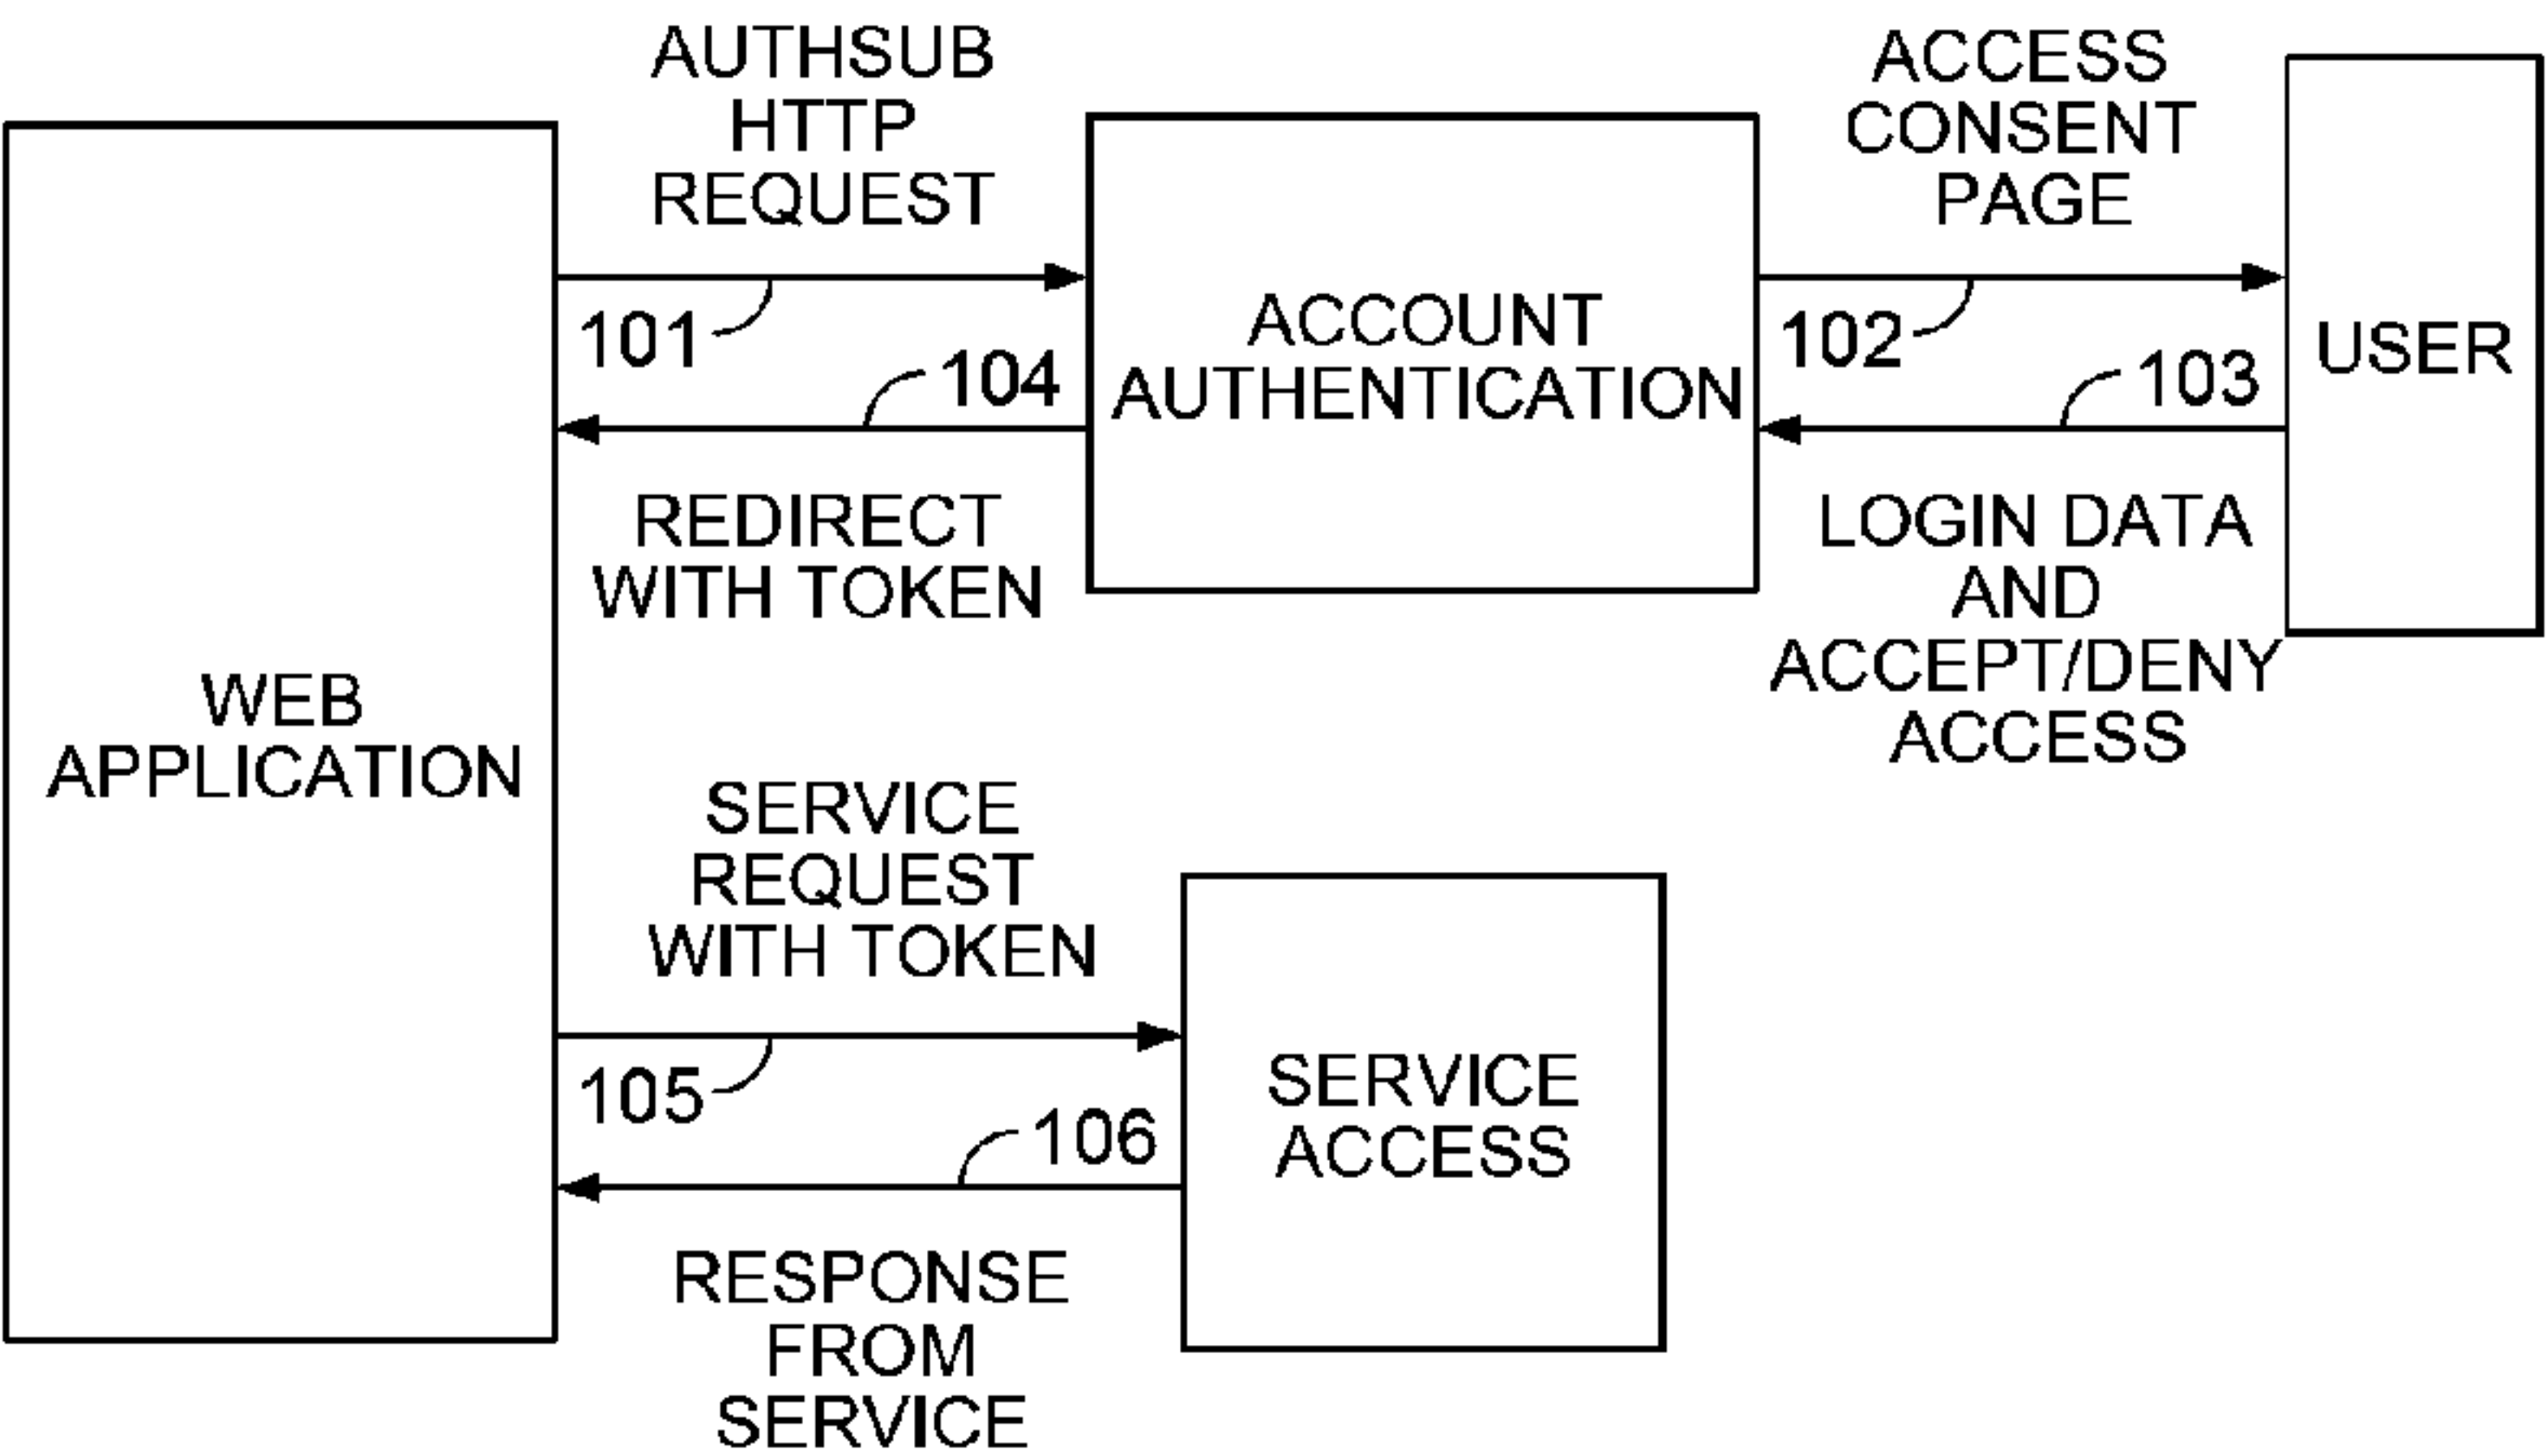 AUTHSUB
HTTP
REQUEST
ACCESS
CONSENT
PAGE
101
104
ACCOUNT
AUTHENTICATION
102
103
USER
REDIRECT
WITH TOKEN
LOGIN DATA
AND
ACCEPT/DENY
ACCESS
WEB
APPLICATION
SERVICE
REQUEST
WITH TOKEN
105
106
SERVICE
ACCESS
RESPONSE
FROM
SERVICE